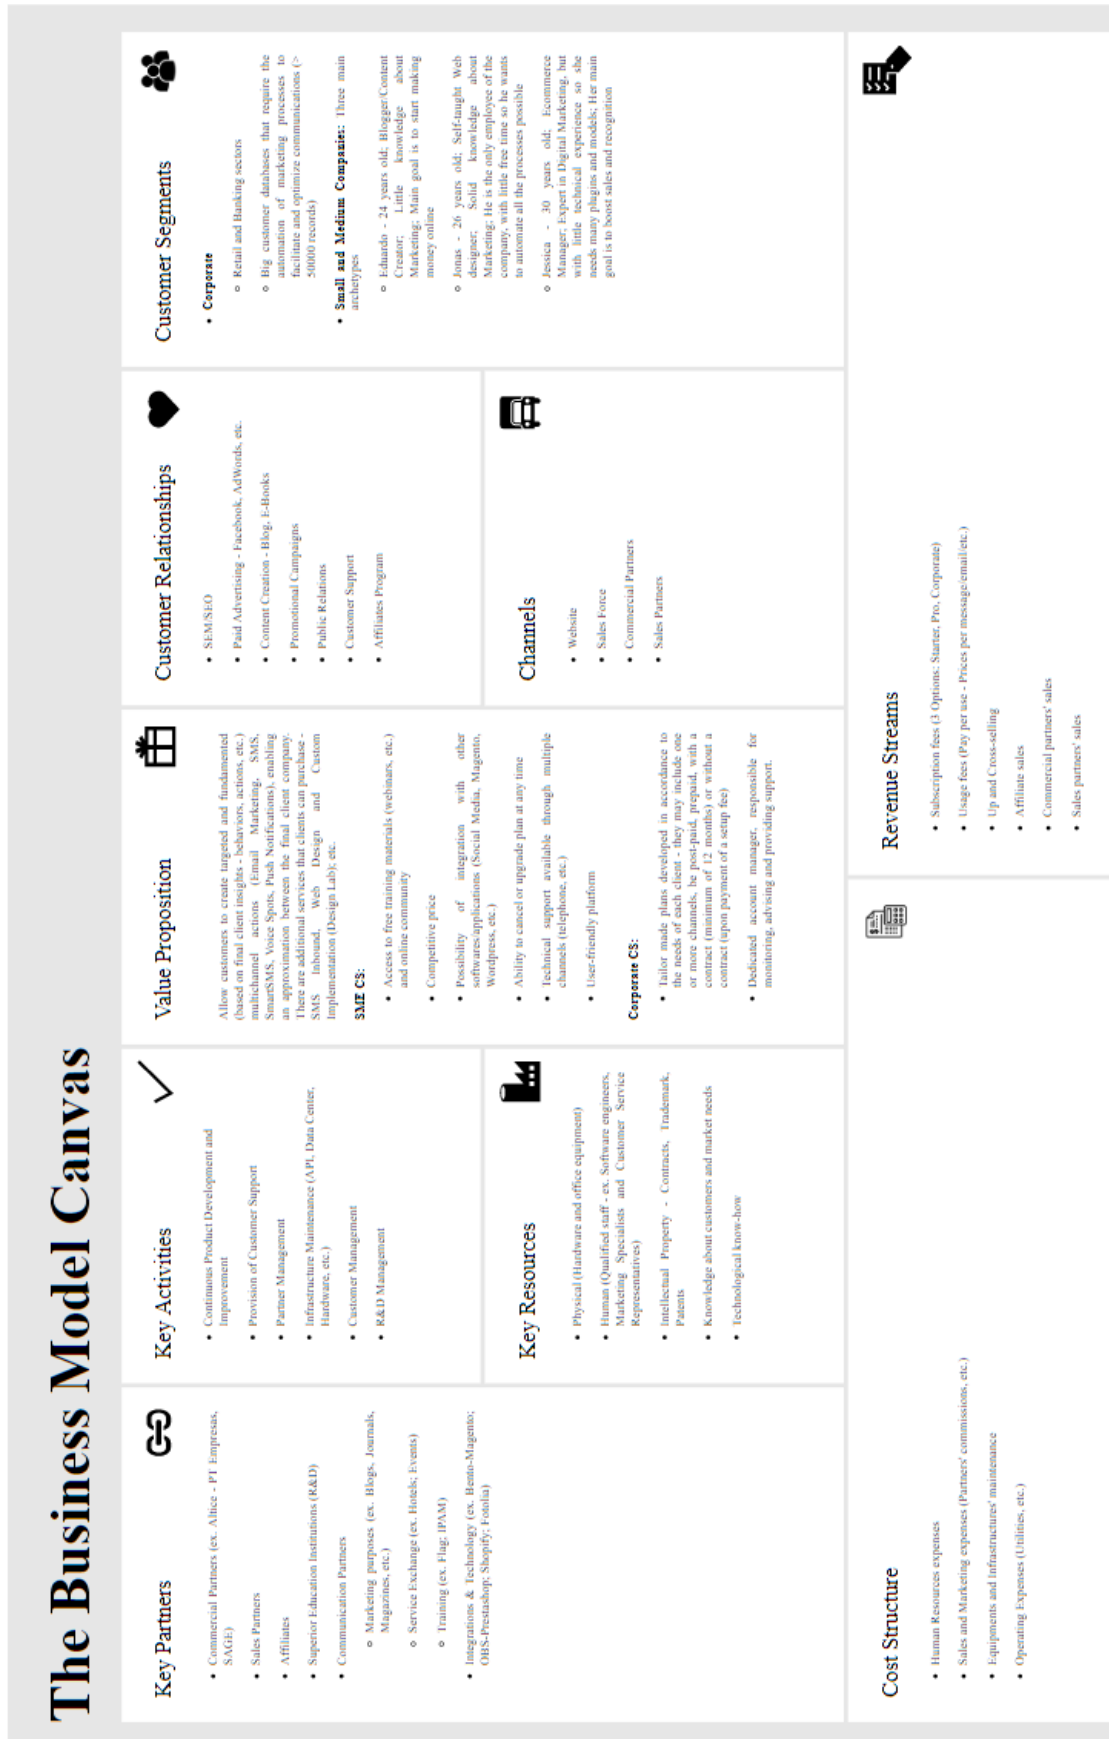 The Business Model Canvas
Key Partners
• Commercial Partners (ex. Altice - PT Empresas,
SAGE)
• Sales Partners
• Affiliates
• Superior Education Institutions (R&D)
• Communication Partners
o Marketing purposes (ex. Blogs, Journals,
Magazines, etc.)
o Service Exchange (ex. Hotels; Events)
o Training (ex. Flag; IPAM)
• Integrations & Technology (ex. Bento-Magento;
OBS-Prestashop; Shopify; Fotolia)
Key Activities
• Continuous Product Development and
Improvement
• Provision of Customer Support
• Partner Management
• Infrastructure Maintenance (API, Data Center,
Hardware, etc.)
• Customer Management
• R&D Management
Key Resources
• Physical (Hardware and office equipment)
• Human (Qualified staff - ex. Software engineers,
Marketing Specialists and Customer Service
Representatives)
• Intellectual Property - Contracts, Trademark,
Patents
• Knowledge about customers and market needs
• Technological know-how
Value Proposition
Allow customers to create targeted and fundamented
(based on final client insights - behaviors, actions, etc.)
multichannel actions (Email Marketing, SMS,
SmartSMS, Voice Spots, Push Notifications), enabling
an approximation between the final client company.
There are additional services that clients can purchase -
SMS Inbound, Web Design and Custom
Implementation (Design Lab); etc.
SME CS:
• Access to free training materials (webinars, etc.)
and online community
• Competitive price
• Possibility of integration with other
softwares/applications (Social Media, Magento,
Wordpress, etc.)
• Ability to cancel or upgrade plan at any time
• Technical support available through multiple
channels (telephone, etc.)
• User-friendly platform
Corporate CS:
• Tailor made plans developed in accordance to
the needs of each client - they may include one
or more channels, be post-paid, prepaid, with a
contract (minimum of 12 months) or without a
contract (upon payment of a setup fee)
• Dedicated account manager, responsible for
monitoring, advising and providing support.
Customer Relationships
• SEM/SEO
• Paid Advertising - Facebook, AdWords, etc.
• Content Creation - Blog, E-Books
• Promotional Campaigns
• Public Relations
• Customer Support
• Affiliates Program
Channels
• Website
• Sales Force
• Commercial Partners
• Sales Partners
Customer Segments
• Corporate
o Retail and Banking sectors
o Big customer databases that require the
automation of marketing processes to
facilitate and optimize communications (>
50000 records)
• Small and Medium Companies: Three main
archetypes
o Eduardo - 24 years old; Blogger/Content
Creator; Little knowledge about
Marketing; Main goal is to start making
money online
o Jonas - 26 years old; Self-taught Web
designer; Solid knowledge about
Marketing; He is the only employee of the
company, with little free time so he wants
to automate all the processes possible
o Jessica - 30 years old; Ecommerce
Manager; Expert in Digital Marketing, but
with little technical experience so she
needs many plugins and models; Her main
goal is to boost sales and recognition
Cost Structure
• Human Resources expenses
• Sales and Marketing expenses (Partners' commissions, etc.)
• Equipments and Infrastructures' maintenance
• Operating Expenses (Utilities, etc.)
Revenue Streams
• Subscription fees (3 Options: Starter, Pro, Corporate)
• Usage fees (Pay per use - Prices per message/email/etc.)
• Up and Cross-selling
• Affiliate sales
• Commercial partners' sales
• Sales partners' sales